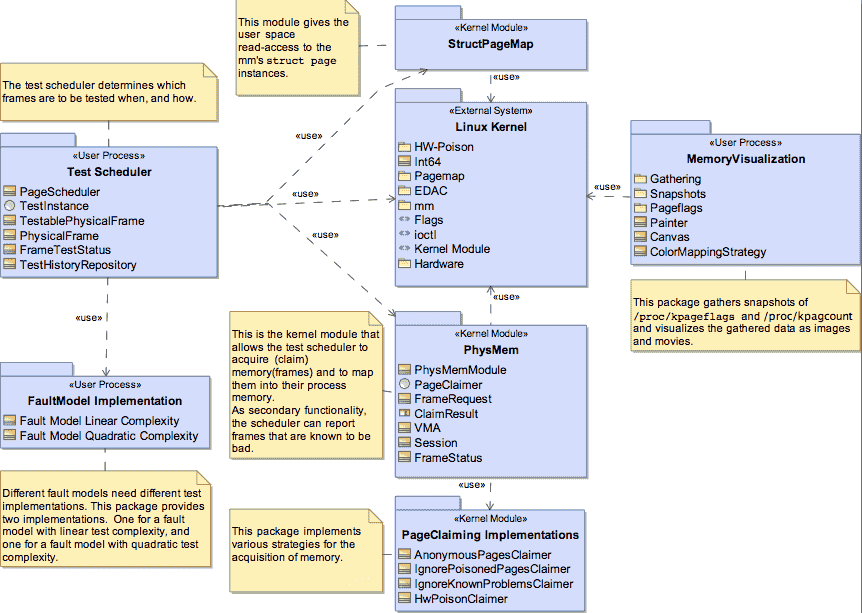 This module gives the
user space
read-access to the
mm's struct page
instances.
«Kernel Module»
StructPageMap
«use»
The test scheduler determines which
frames are to be tested when, and how.
«User Process»
Test Scheduler
PageScheduler
TestInstance
TestablePhysicalFrame
PhysicalFrame
FrameTestStatus
TestHistoryRepository
«use»
«use»
«use»
«External System»
Linux Kernel
HW-Poison
Int64
Pagemap
EDAC
mm
Flags
ioctl
Kernel Module
Hardware
«use»
«User Process»
MemoryVisualization
Gathering
Snapshots
Pageflags
Painter
Canvas
ColorMappingStrategy
This package gathers snapshots of
/proc/kpageflags and /proc/kpagcount
and visualizes the gathered data as images
and movies.
«use»
«use»
This is the kernel module that
allows the test scheduler to
acquire (claim)
memory(frames) and to map
them into their process
memory.
As secondary functionality,
the scheduler can report
frames that are known to be
bad.
«Kernel Module»
PhysMem
PhysMemModule
PageClaimer
FrameRequest
ClaimResult
VMA
Session
FrameStatus
«User Process»
FaultModel Implementation
Fault Model Linear Complexity
Fault Model Quadratic Complexity
Different fault models need different test
implementations. This package provides
two implementations. One for a fault
model with linear test complexity, and
one for a fault model with quadratic test
complexity.
«use»
This package implements
various strategies for the
acquisition of memory.
«Kernel Module»
PageClaiming Implementations
AnonymousPagesClaimer
IgnorePoisonedPagesClaimer
IgnoreKnownProblemsClaimer
HwPoisonClaimer